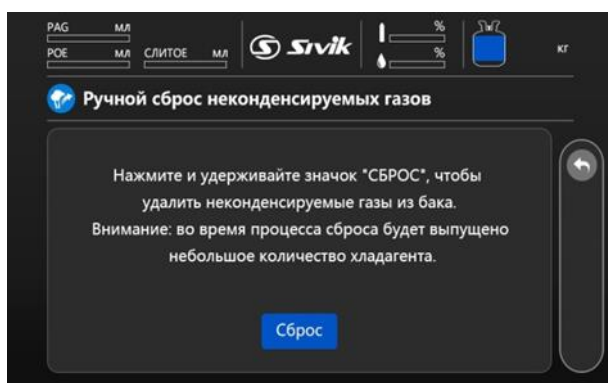 PAG мл
POE мл СЛИТОЕ мл
Sivik
%
%
кг
Ручной сброс неконденсируемых газов
Нажмите и удерживайте значок "СБРОС", чтобы
удалить неконденсируемые газы из бака.
Внимание: во время процесса сброса будет выпущено
небольшое количество хладагента.
Сброс